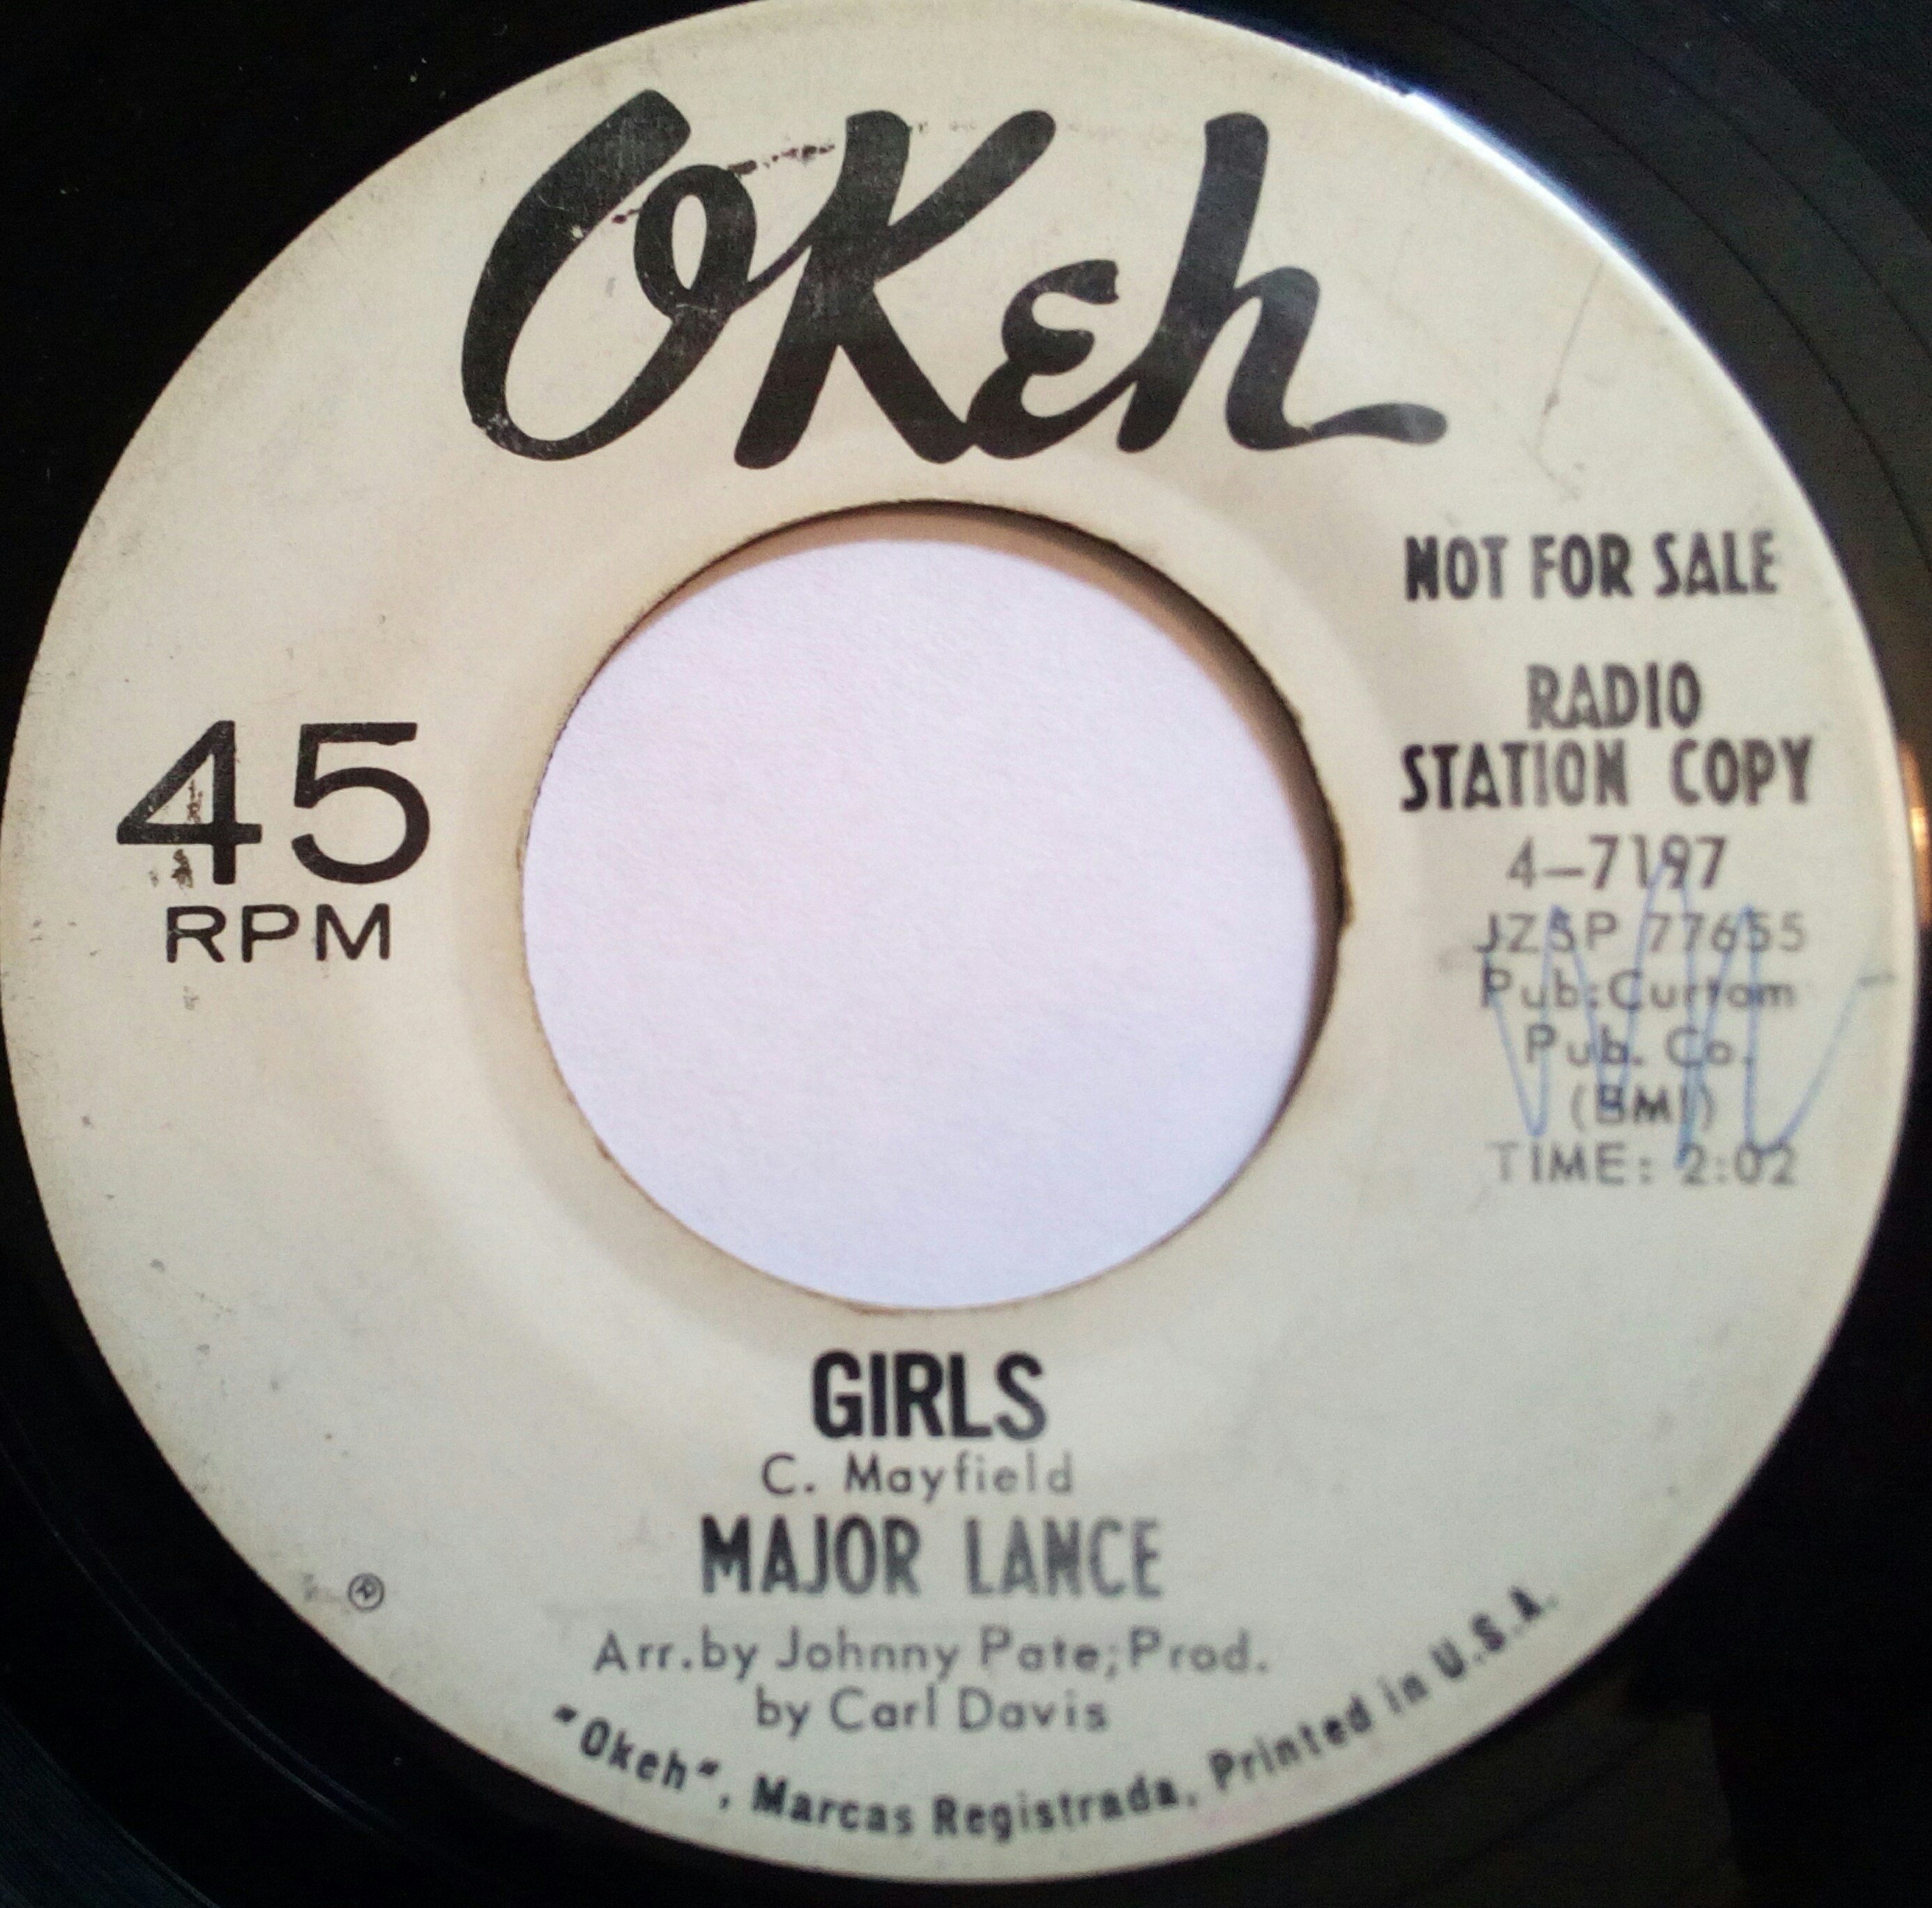 OKeh
NOT FOR SALE
RADIO
STATION COPY
4-7197
JZSP 77655
Pub:Curtom
Pub. Co.
(BMI)
TIME: 2:02
45
RPM
GIRLS
C. Mayfield
MAJOR LANCE
Arr.by Johnny Pate;Prod.
by Carl Davis
®
"Okeh", Marcas Registrada, Printed in U.S.A.